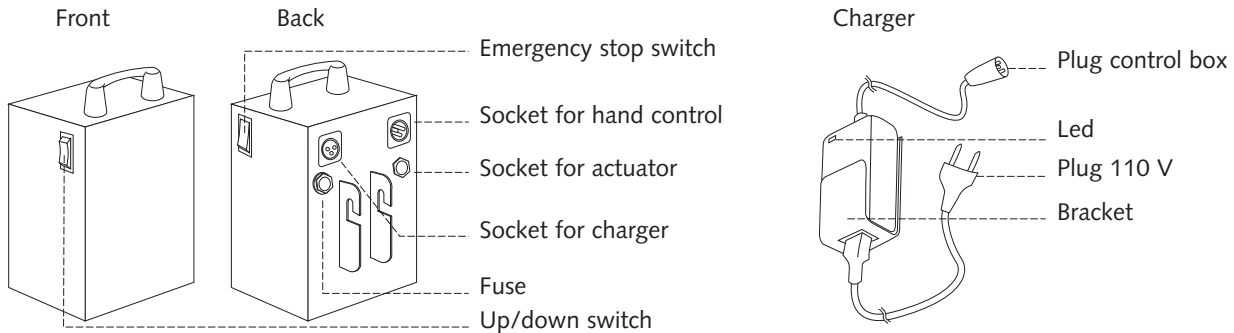 Front
Back
Charger
Emergency stop switch
Socket for hand control
Socket for actuator
Socket for charger
Fuse
Up/down switch
Plug control box
Led
Plug 110 V
Bracket